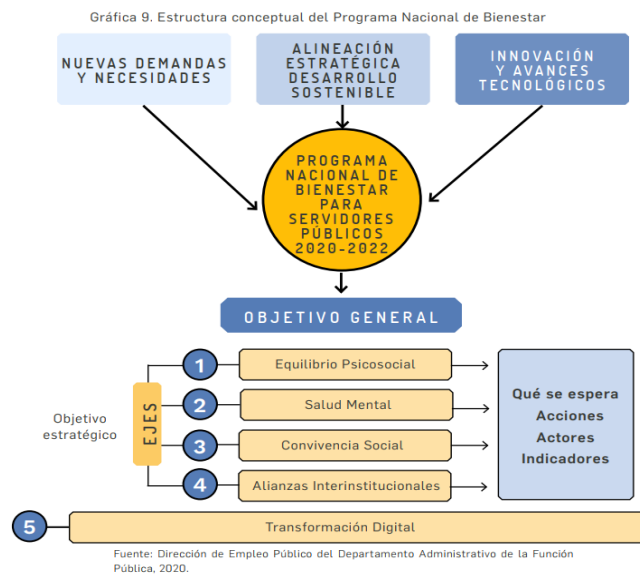 Gráfica 9. Estructura conceptual del Programa Nacional de Bienestar
NUEVAS DEMANDAS
Y NECESIDADES
ALINEACIÓN
ESTRATÉGICA
DESARROLLO
SOSTENIBLE
INNOVACIÓN
Y AVANCES
TECNOLÓGICOS
PROGRAMA
NACIONAL DE
BIENESTAR
PARA
SERVIDORES
PÚBLICOS
2020-2022
OBJETIVO GENERAL
Objetivo
estratégico
EJES
1
Equilibrio Psicosocial
2
Salud Mental
3
Convivencia Social
4
Alianzas Interinstitucionales
Qué se espera
Acciones
Actores
Indicadores
5
Transformación Digital
Fuente: Dirección de Empleo Público del Departamento Administrativo de la Función
Pública, 2020.